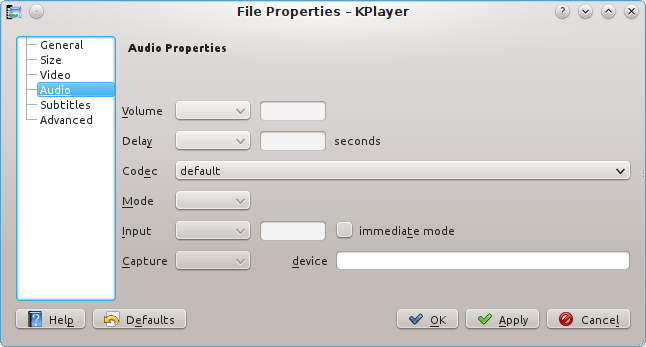 File Properties – KPlayer
General
Size
Video
Audio
Subtitles
Advanced
Audio Properties
Volume
Delay seconds
Codec default
Mode
Input immediate mode
Capture device
Help Defaults OK Apply Cancel